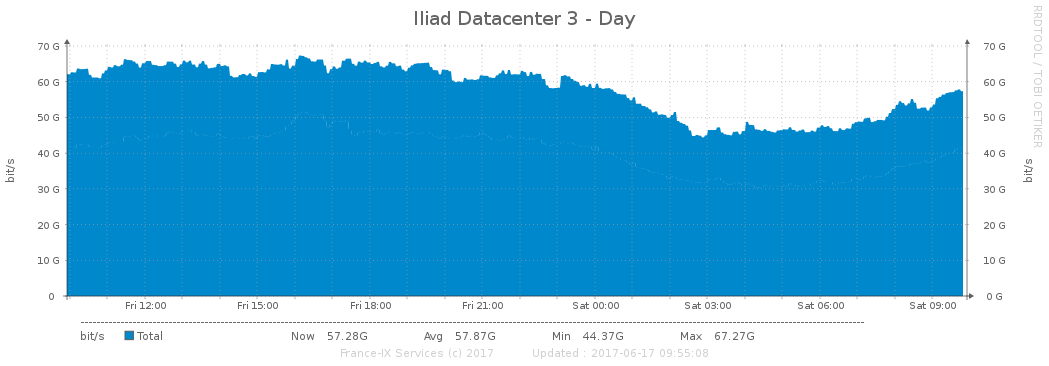 Iliad Datacenter 3 - Day
RRDTOOL / TOBI OETIKER
70 G 70 G
60 G 60 G
50 G 50 G
40 G 40 G
30 G 30 G
20 G 20 G
10 G 10 G
0 0 G
bit/s bit/s
Fri 12:00 Fri 15:00 Fri 18:00 Fri 21:00 Sat 00:00 Sat 03:00 Sat 06:00 Sat 09:00
bit/s Total Now 57.28G Avg 57.87G Min 44.37G Max 67.27G
France-IX Services (c) 2017 Updated : 2017-06-17 09:55:08